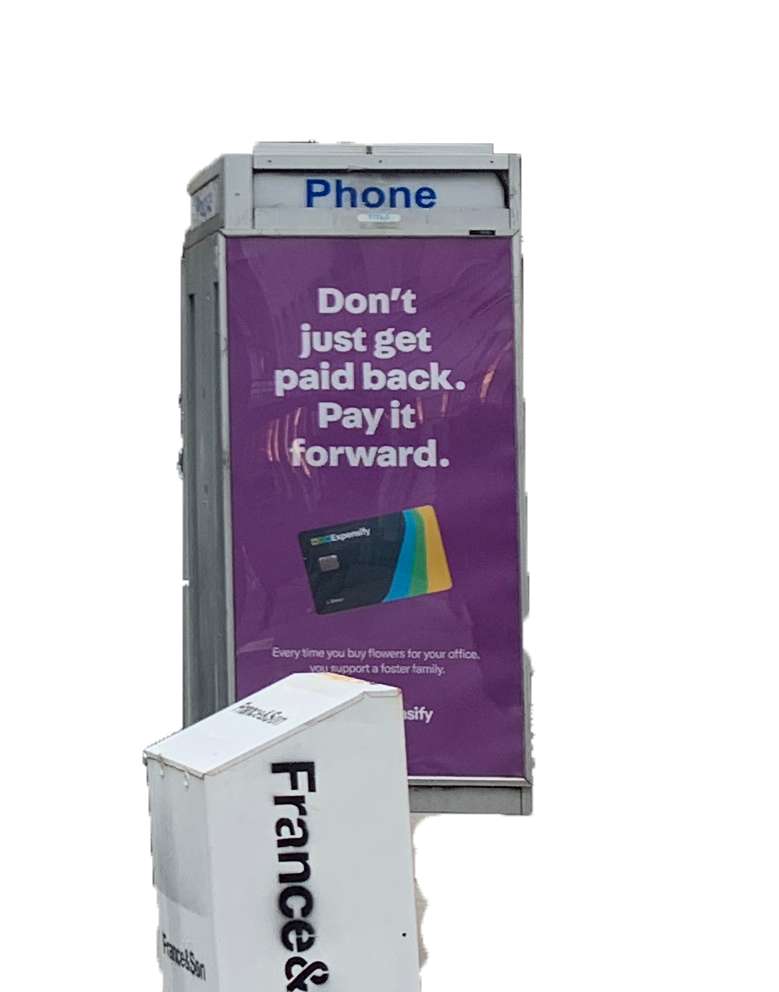 Phone
Don't
just get
paid back.
Pay it
forward.
Expensify
Every time you buy flowers for your office,
you support a foster family.
sify
France&Son
France&
France&Son